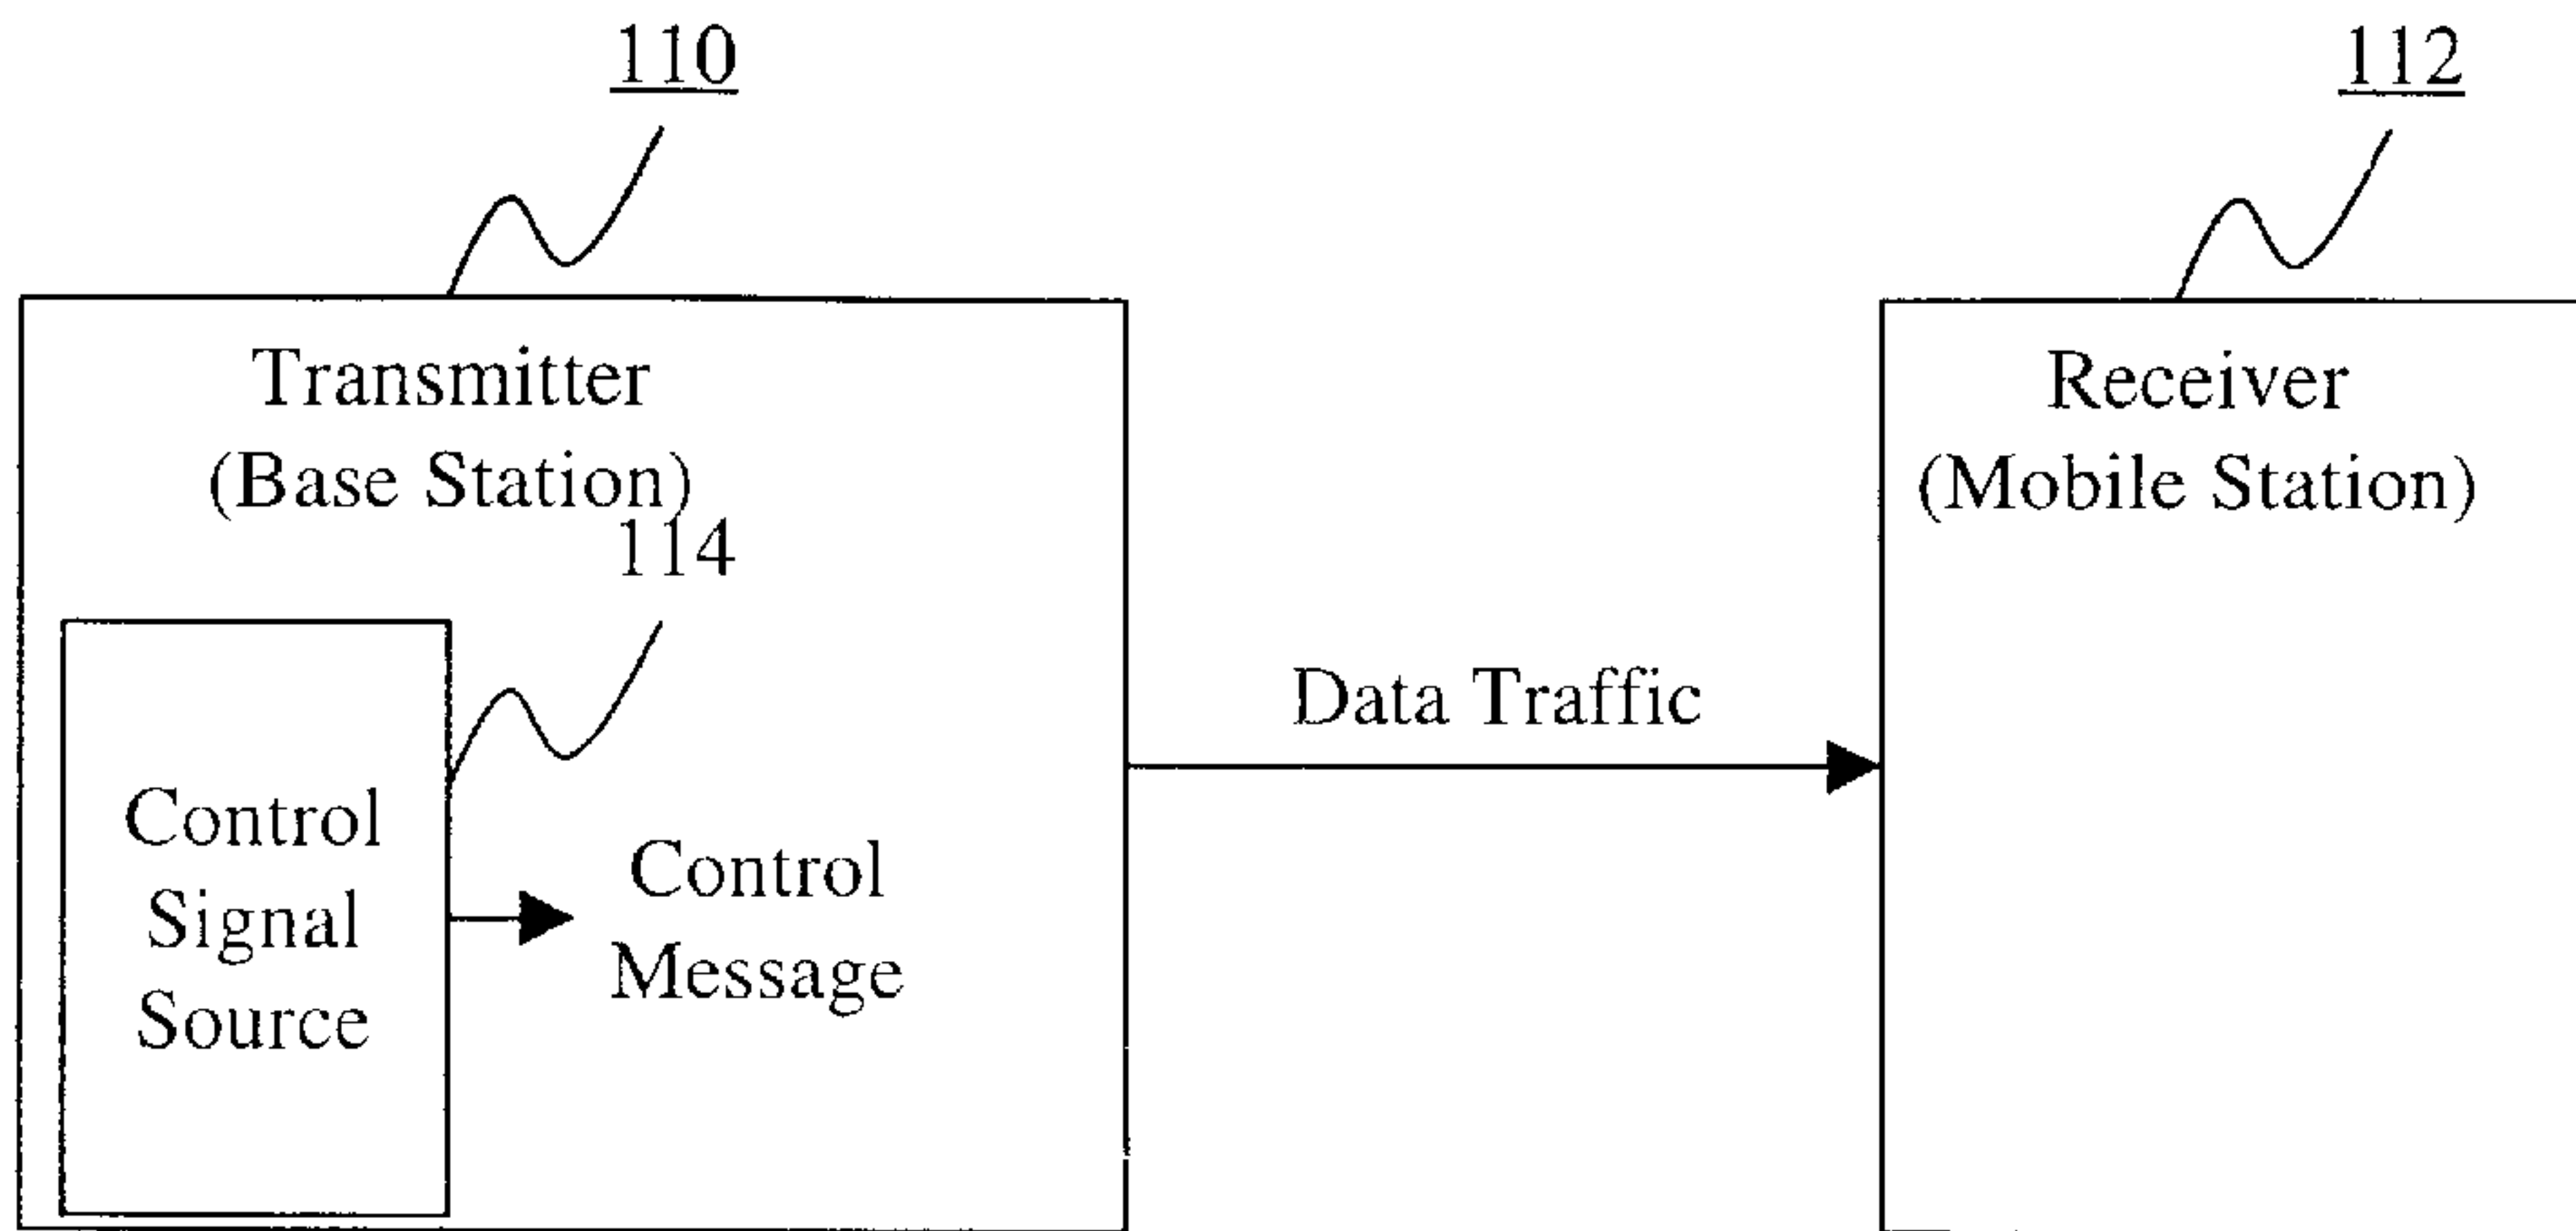 110
112
Transmitter
(Base Station)
114
Receiver
(Mobile Station)
Data Traffic
Control
Signal
Source
Control
Message